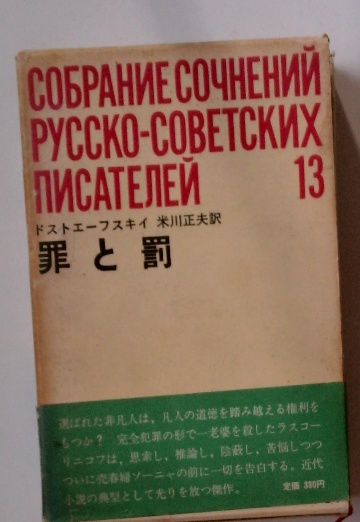 СОБРАНИЕ СОЧНЕНИЙ
РУССКО-СОВЕТСКИХ
ПИСАТЕЛЕЙ 13
ドストエーフスキイ 米川正夫訳
罪と罰
選ばれた非凡人は，凡人の道徳を踏み越える権利を
もつか？ 完全犯罪の形で一老婆を殺したラスコー
リニコフは，思索し，推論し，陰蔽し，苦悩しつつ
ついに売春婦ソーニャの前に一切を告白する。近代
小説の典型として光りを放つ傑作。
定価 330円